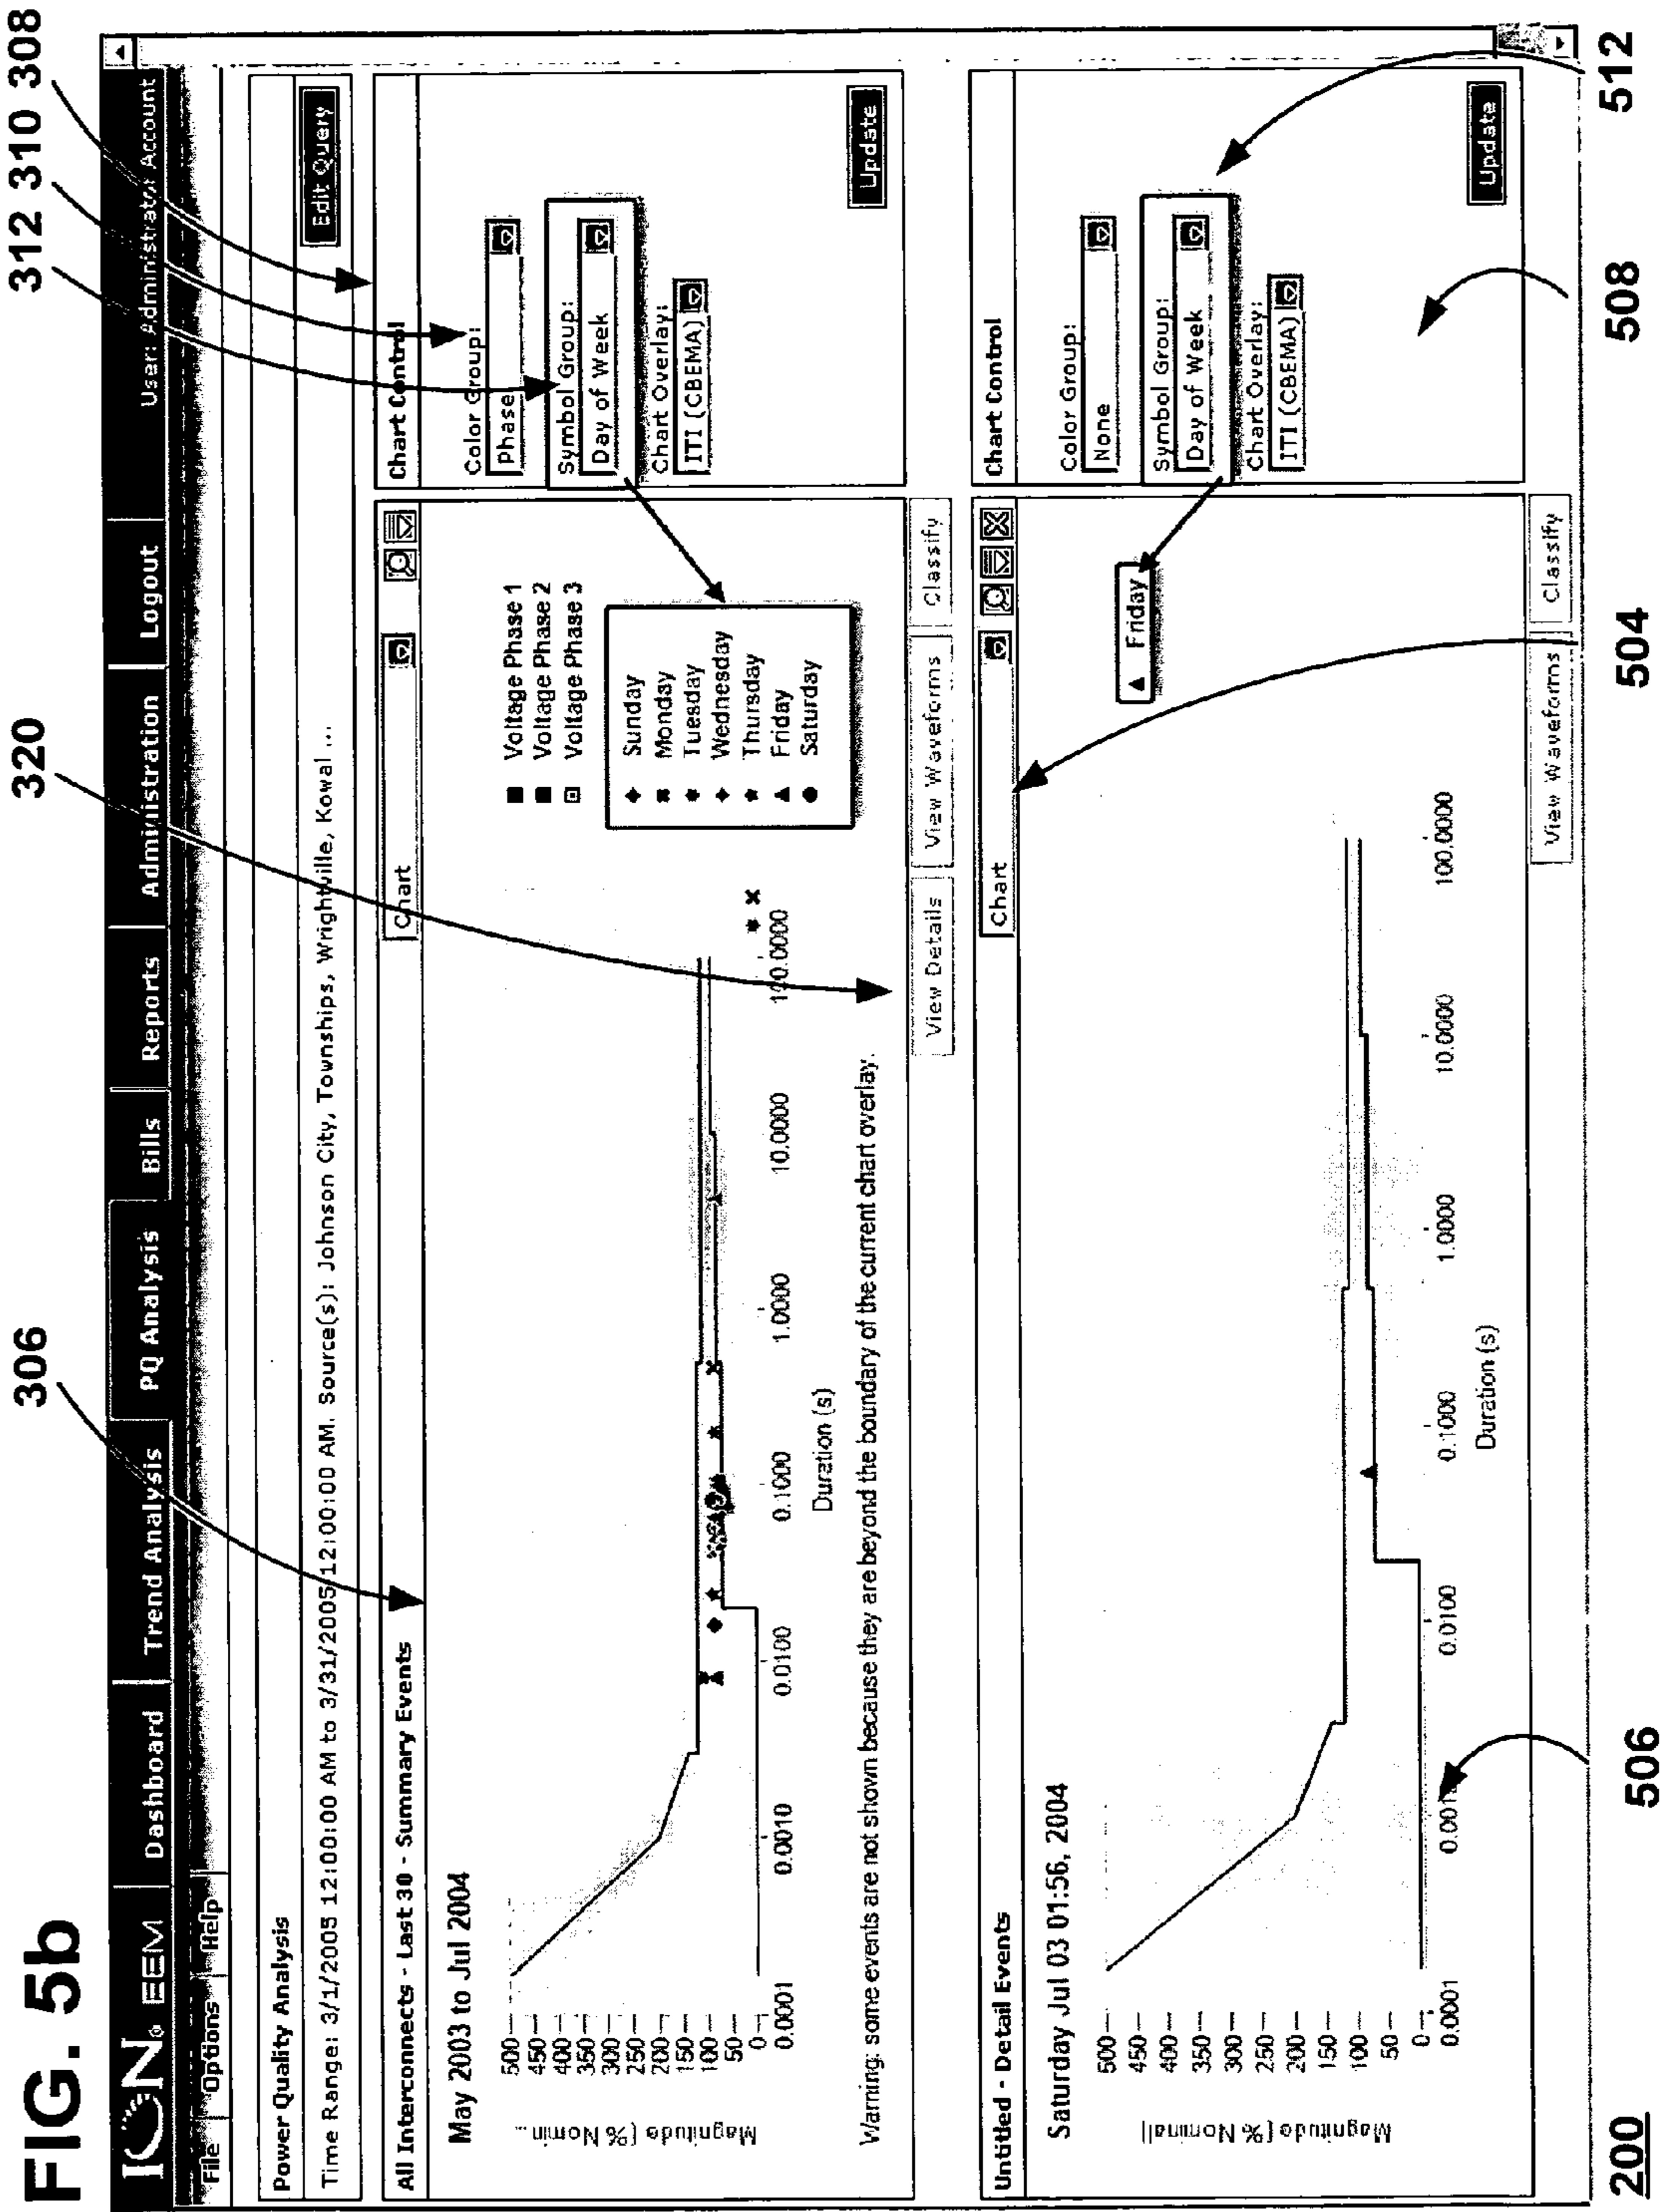 FIG. 5b
306
320
312 310 308
ION® EEM
Dashboard
Trend Analysis
PQ Analysis
Bills
Reports
Administration
Logout
User: Administrator Account
File Options Help
Power Quality Analysis
Time Range: 3/1/2005 12:00:00 AM to 3/31/2005 12:00:00 AM. Source(s): Johnson City, Townships, Wrightville, Kowal ...
Edit Query
All Interconnects - Last 30 - Summary Events
Chart
May 2003 to Jul 2004
Magnitude (% Nomin ...
500
450
400
350
300
250
200
150
100
50
0
0.0001
0.0010
0.0100
0.1000
1.0000
10.0000
100.0000
Duration (s)
Voltage Phase 1
Voltage Phase 2
Voltage Phase 3
Sunday
Monday
Tuesday
Wednesday
Thursday
Friday
Saturday
Warning: some events are not shown because they are beyond the boundary of the current chart overlay.
View Details
View Waveforms
Classify
Chart Control
Color Group:
Phase
Symbol Group:
Day of Week
Chart Overlay:
ITI (CBEMA)
Update
Untitled - Detail Events
Chart
Saturday Jul 03 01:56, 2004
Magnitude (% Nominal)
500
450
400
350
300
250
200
150
100
50
0
0.0001
0.0010
0.0100
0.1000
1.0000
10.0000
100.0000
Duration (s)
Friday
View Waveforms
Classify
Chart Control
Color Group:
None
Symbol Group:
Day of Week
Chart Overlay:
ITI (CBEMA)
Update
200
506
504
508
512